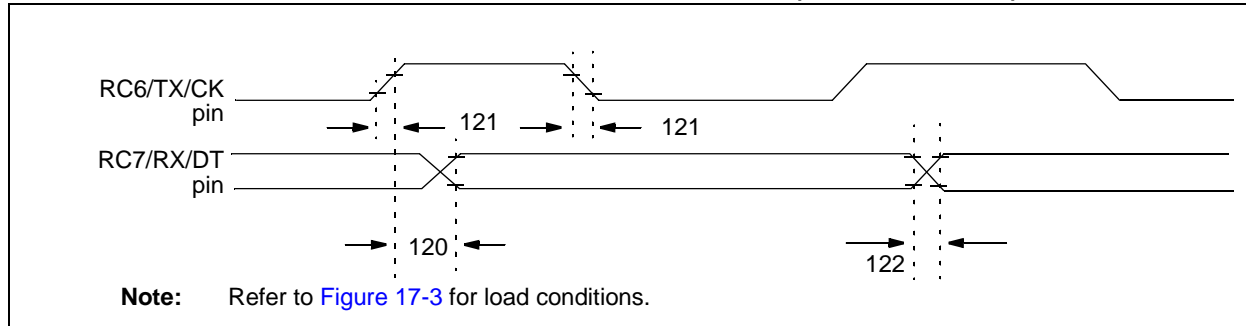 RC6/TX/CK
pin
121
121
RC7/RX/DT
pin
120
122
Note: Refer to Figure 17-3 for load conditions.